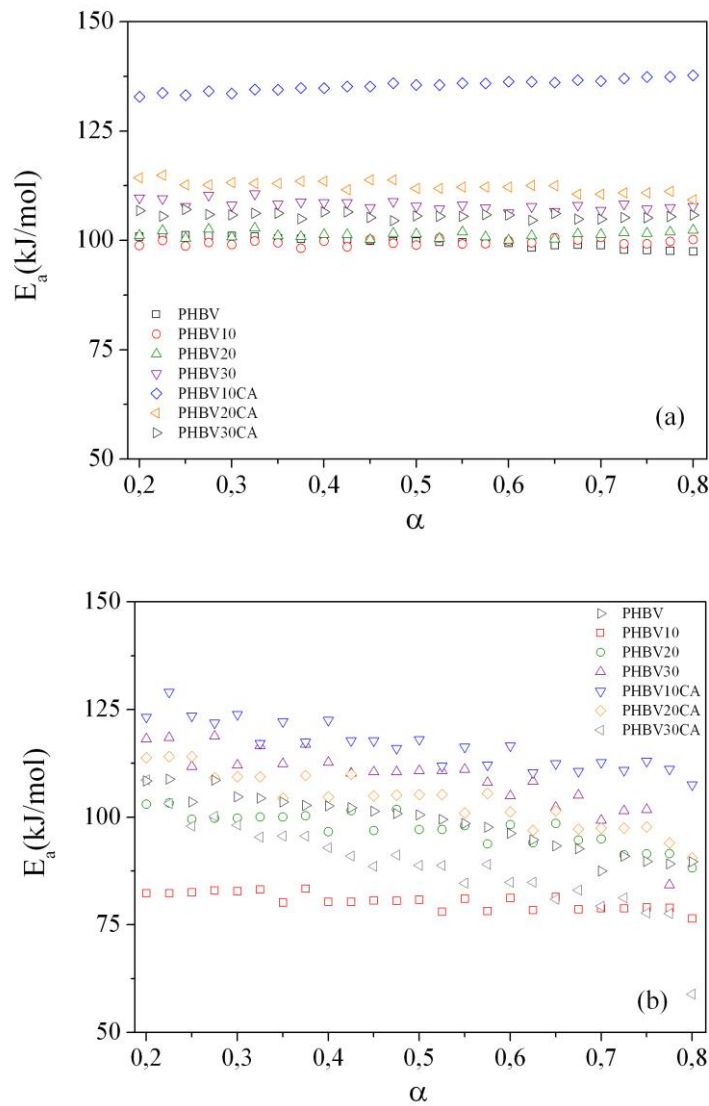 150
125
100
75
50
E_a(kJ/mol)
PHBV
PHBV10
PHBV20
PHBV30
PHBV10CA
PHBV20CA
PHBV30CA
(a)
0,2 0,3 0,4 0,5 0,6 0,7 0,8
α
150
125
100
75
50
E_a(kJ/mol)
PHBV
PHBV10
PHBV20
PHBV30
PHBV10CA
PHBV20CA
PHBV30CA
(b)
0,2 0,3 0,4 0,5 0,6 0,7 0,8
α